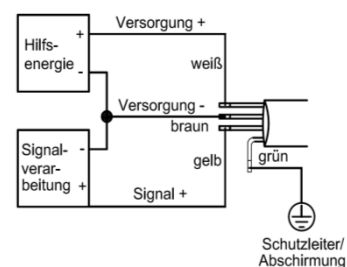 Versorgung +
+
Hilfs-
energie
-
weiß
Versorgung -
braun
Signal-
verar-
beitung
-
+
gelb
grün
Signal +
Schutzleiter/
Abschirmung